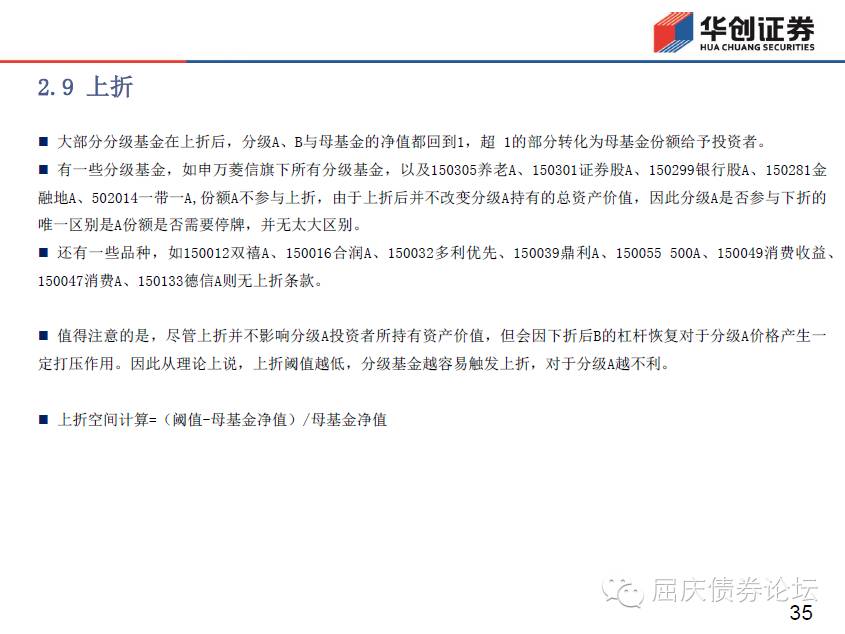 华创证券
HUA CHUANG SECURITIES
2.9 上折
■ 大部分分级基金在上折后，分级A、B与母基金的净值都回到1，超 1的部分转化为母基金份额给予投资者。
■ 有一些分级基金，如申万菱信旗下所有分级基金，以及150305养老A、150301证券股A、150299银行股A、150281金
融地A、502014一带一A,份额A不参与上折，由于上折后并不改变分级A持有的总资产价值，因此分级A是否参与下折的
唯一区别是A份额是否需要停牌，并无太大区别。
■ 还有一些品种，如150012双禧A、150016合润A、150032多利优先、150039鼎利A、150055 500A、150049消费收益、
150047消费A、150133德信A则无上折条款。
■ 值得注意的是，尽管上折并不影响分级A投资者所持有资产价值，但会因下折后B的杠杆恢复对于分级A价格产生一
定打压作用。因此从理论上说，上折阈值越低，分级基金越容易触发上折，对于分级A越不利。
■ 上折空间计算=（阈值-母基金净值）/母基金净值
屈庆债券论坛
35